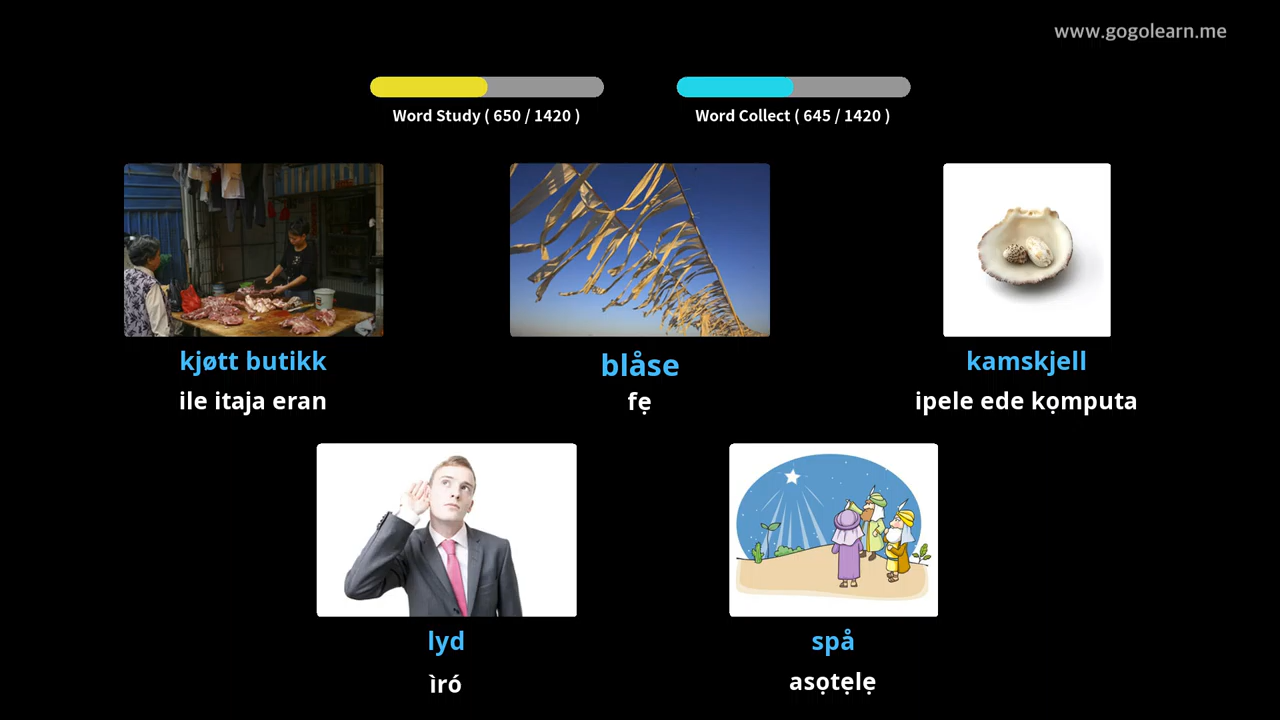 www.gogolearn.me
Word Study ( 650 / 1420 )
Word Collect ( 645 / 1420 )
kjøtt butikk
ile itaja eran
blåse
fẹ
kamskjell
ipele ede kọmputa
lyd
ìró
spå
asọtẹlẹ